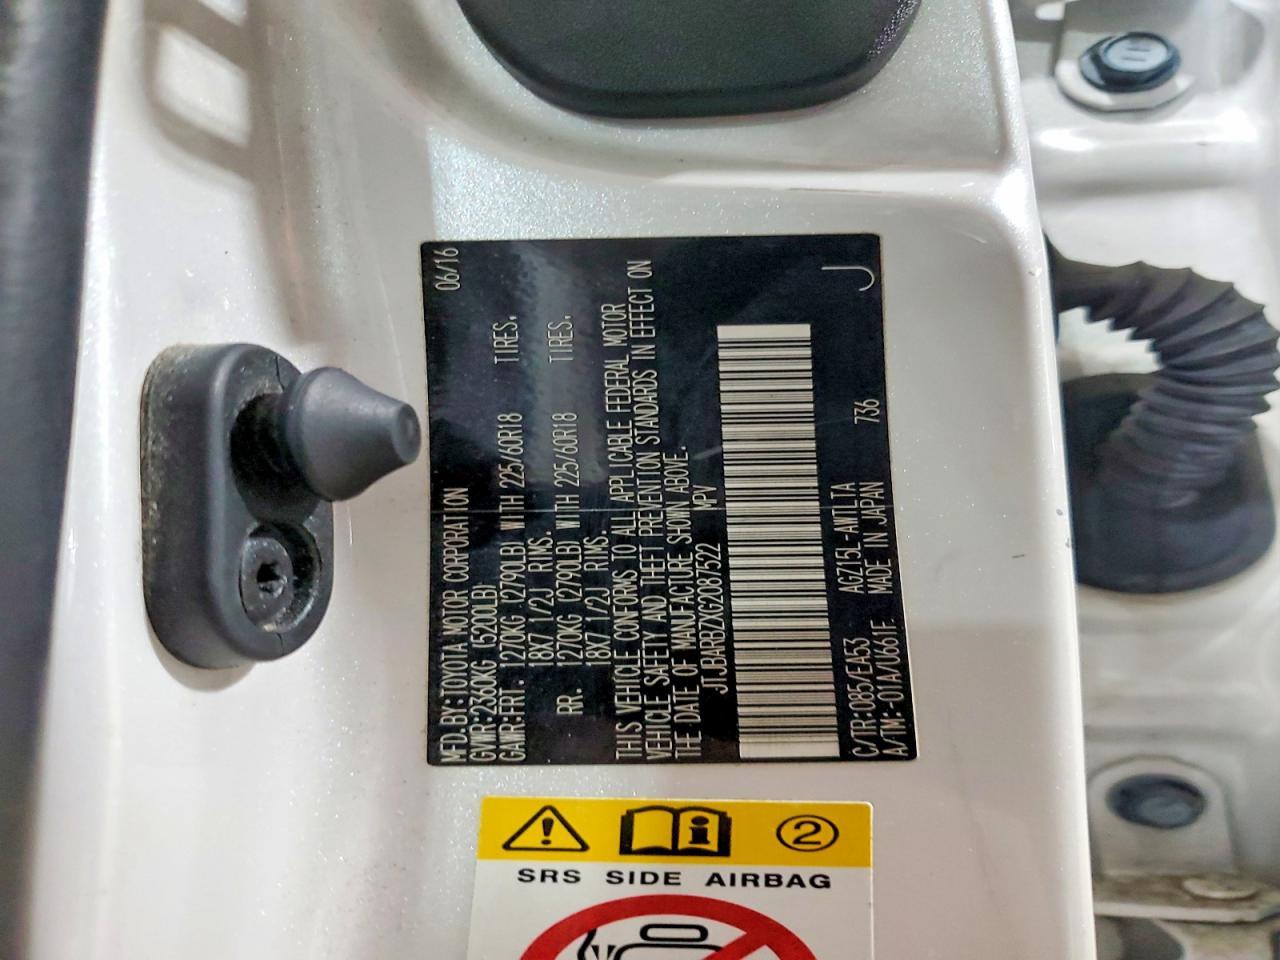 MFD.BY:TOYOTA MOTOR CORPORATION 06/16
GVWR:2360KG (5200LB)
GAWR:FRT. 1270KG (2790LB) WITH 225/60R18 TIRES.
18X7 1/2J RIMS.
RR. 1270KG (2790LB) WITH 225/60R18 TIRES.
18X7 1/2J RIMS.
THIS VEHICLE CONFORMS TO ALL APPLICABLE FEDERAL MOTOR
VEHICLE SAFETY AND THEFT PREVENTION STANDARDS IN EFFECT ON
THE DATE OF MANUFACTURE SHOWN ABOVE.
JTJBARBZXG2087522 MPV
J
C/TR:085/EA53 AGZ15L-AWTLTA
A/TM:-01A/U661F MADE IN JAPAN 736
2
SRS SIDE AIRBAG